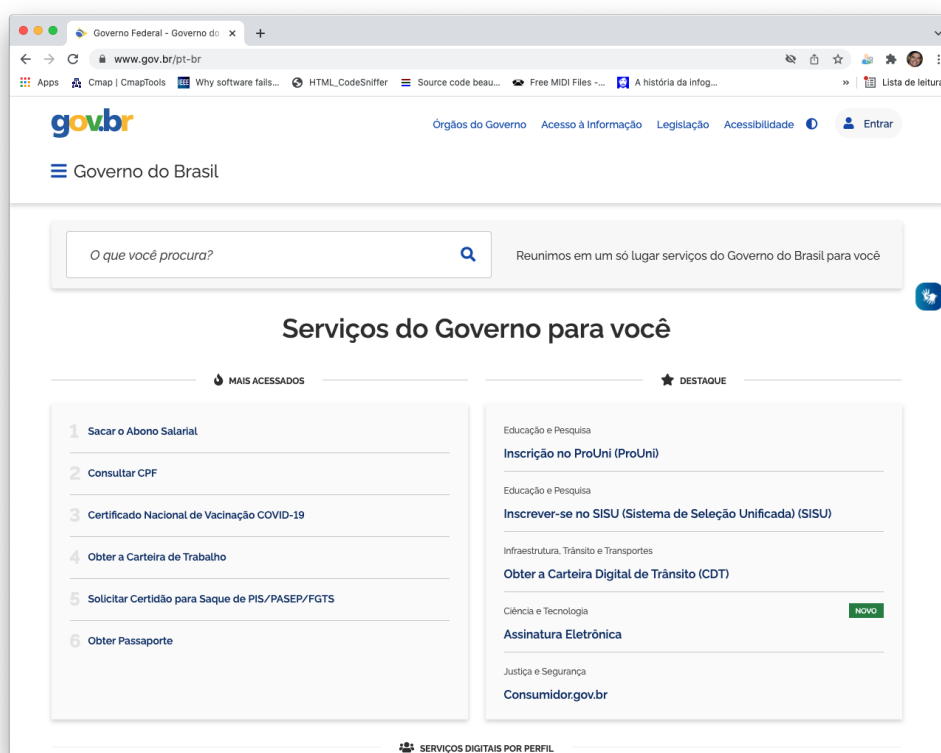 Governo Federal - Governo do
www.gov.br/pt-br
Apps Cmap | CmapTools IEEE Why software fails... HTML_CodeSniffer Source code beau... Free MIDI Files -... A história da infog... » Lista de leitura
gov.br
Órgãos do Governo Acesso à Informação Legislação Acessibilidade Entrar
Governo do Brasil
O que você procura? Reunimos em um só lugar serviços do Governo do Brasil para você
Serviços do Governo para você
MAIS ACESSADOS
1 Sacar o Abono Salarial
2 Consultar CPF
3 Certificado Nacional de Vacinação COVID-19
4 Obter a Carteira de Trabalho
5 Solicitar Certidão para Saque de PIS/PASEP/FGTS
6 Obter Passaporte
DESTAQUE
Educação e Pesquisa
Inscrição no ProUni (ProUni)
Educação e Pesquisa
Inscrever-se no SISU (Sistema de Seleção Unificada) (SISU)
Infraestrutura, Trânsito e Transportes
Obter a Carteira Digital de Trânsito (CDT)
Ciência e Tecnologia NOVO
Assinatura Eletrônica
Justiça e Segurança
Consumidor.gov.br
SERVIÇOS DIGITAIS POR PERFIL